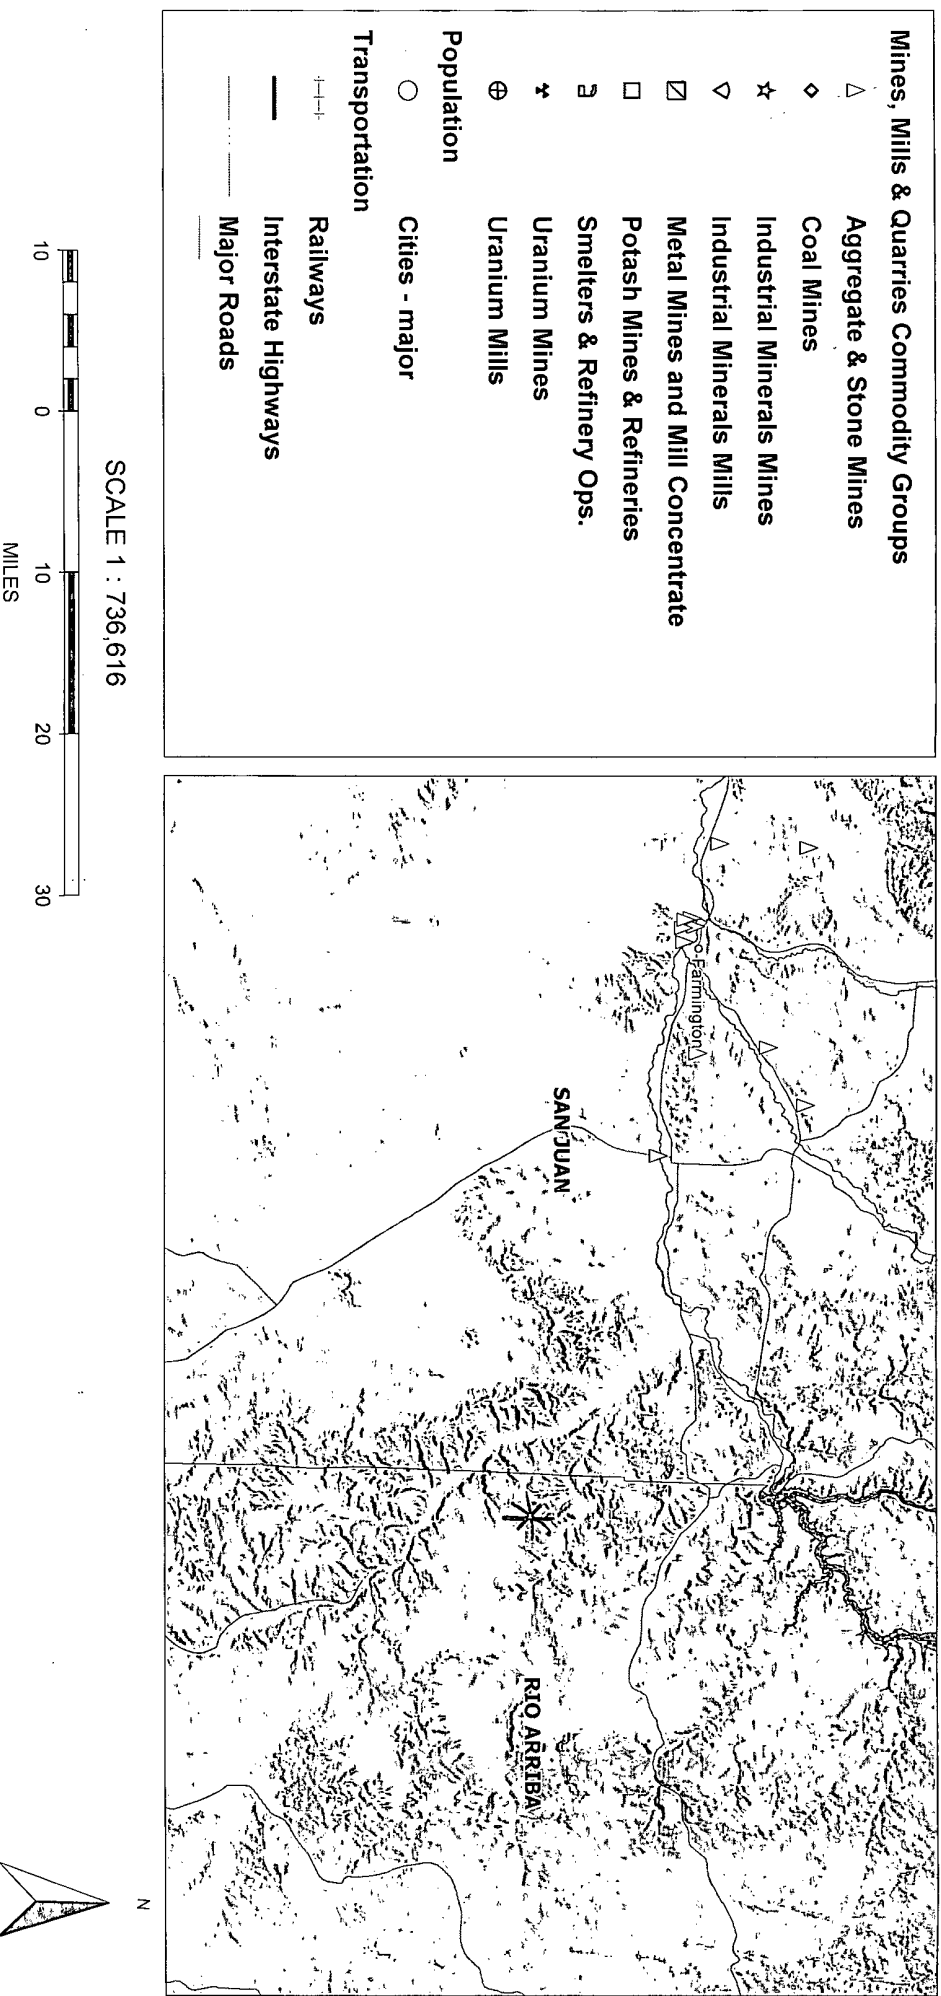 Mines, Mills & Quarries Commodity Groups
Aggregate & Stone Mines
Coal Mines
Industrial Minerals Mines
Industrial Minerals Mills
Metal Mines and Mill Concentrate
Potash Mines & Refineries
Smelters & Refinery Ops.
Uranium Mines
Uranium Mills
Population
Cities - major
Transportation
Railways
Interstate Highways
Major Roads
Farmington
SAN JUAN
RIO ARRIBA
SCALE 1 : 736,616
10 0 10 20 30
MILES
N